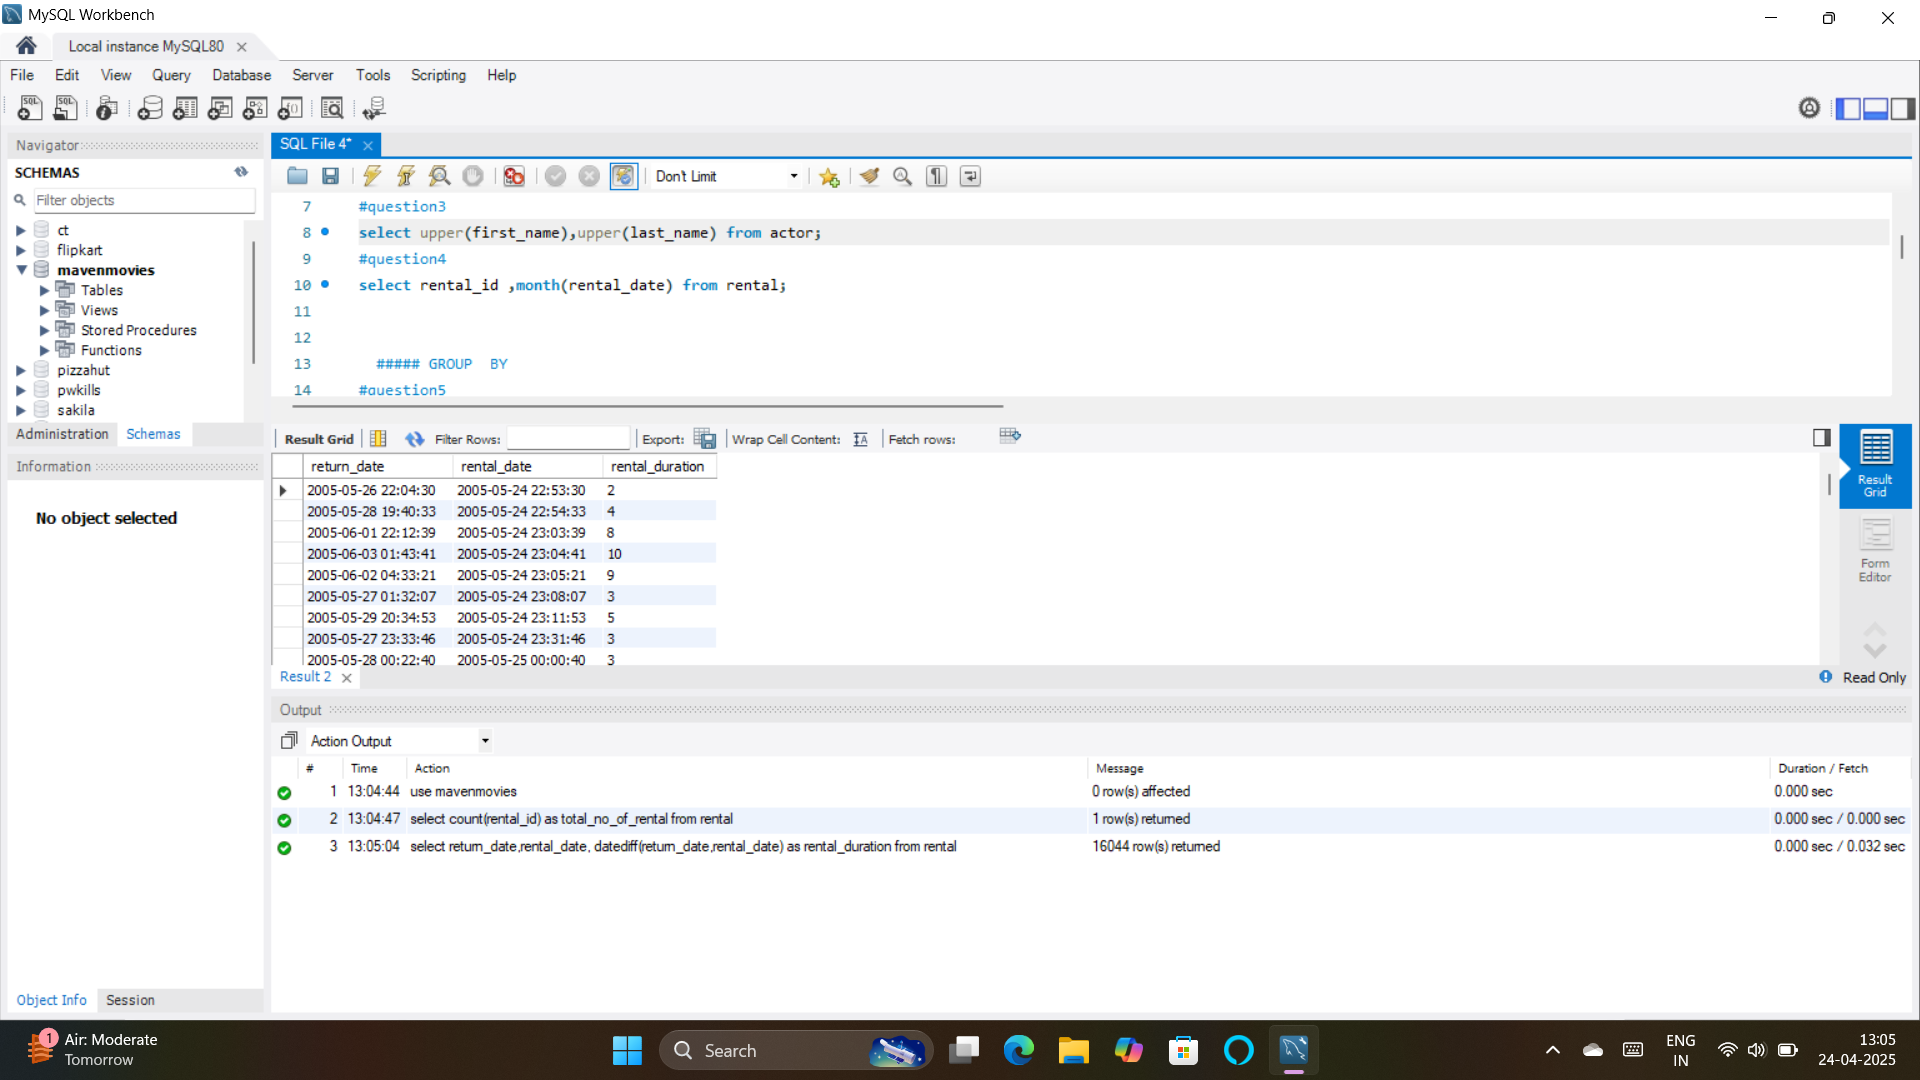 MySQL Workbench
Local instance MySQL80
File Edit View Query Database Server Tools Scripting Help
Navigator
SCHEMAS
Filter objects
ct
flipkart
mavenmovies
Tables
Views
Stored Procedures
Functions
pizzahut
pwkills
sakila
Administration Schemas
Information
No object selected
Object Info Session
SQL File 4*
Don't Limit
7 #question3
8 select upper(first_name),upper(last_name) from actor;
9 #question4
10 select rental_id ,month(rental_date) from rental;
11
12
13 ##### GROUP BY
14 #question5
Result Grid Filter Rows: Export: Wrap Cell Content: Fetch rows:
return_date rental_date rental_duration
2005-05-26 22:04:30 2005-05-24 22:53:30 2
2005-05-28 19:40:33 2005-05-24 22:54:33 4
2005-06-01 22:12:39 2005-05-24 23:03:39 8
2005-06-03 01:43:41 2005-05-24 23:04:41 10
2005-06-02 04:33:21 2005-05-24 23:05:21 9
2005-05-27 01:32:07 2005-05-24 23:08:07 3
2005-05-29 20:34:53 2005-05-24 23:11:53 5
2005-05-27 23:33:46 2005-05-24 23:31:46 3
2005-05-28 00:22:40 2005-05-25 00:00:40 3
Result
Grid
Form
Editor
Result 2
Read Only
Output
Action Output
# Time Action Message Duration / Fetch
1 13:04:44 use mavenmovies 0 row(s) affected 0.000 sec
2 13:04:47 select count(rental_id) as total_no_of_rental from rental 1 row(s) returned 0.000 sec / 0.000 sec
3 13:05:04 select return_date,rental_date, datediff(return_date,rental_date) as rental_duration from rental 16044 row(s) returned 0.000 sec / 0.032 sec
1
Air: Moderate
Tomorrow
Search
ENG
IN
13:05
24-04-2025